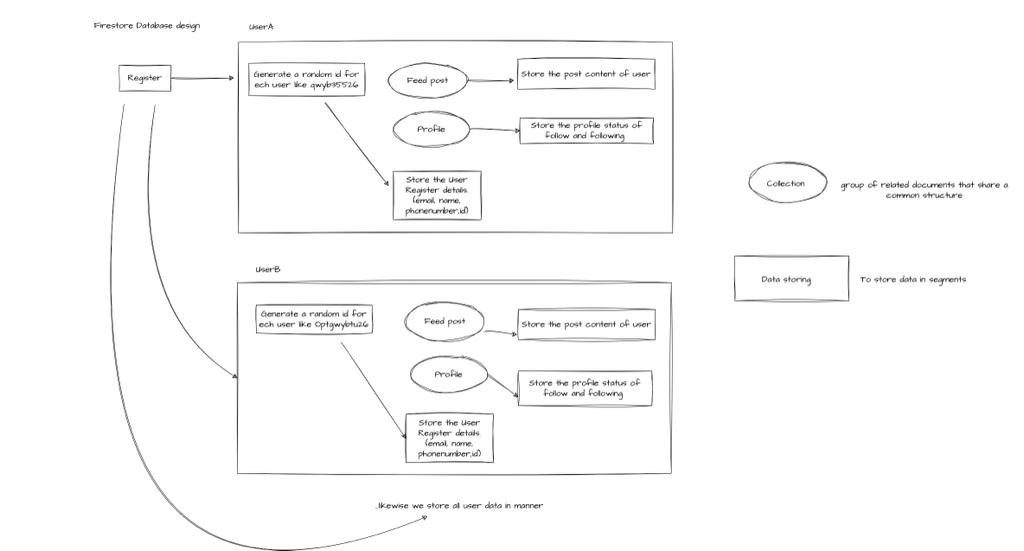 Firestore Database design
UserA
Register
Generate a random id for
ech user like qwyb35526
Feed post
Store the post content of user
Profile
Store the profile status of
follow and following
Store the User
Register details.
(email, name,
phonenumber,id)
Collection
group of related documents that share a
common structure
Data storing
To store data in segments
UserB
Generate a random id for
ech user like 0ptgwybtu26
Feed post
Store the post content of user
Profile
Store the profile status of
follow and following
Store the User
Register details.
(email, name,
phonenumber,id)
..likewise we store all user data in manner